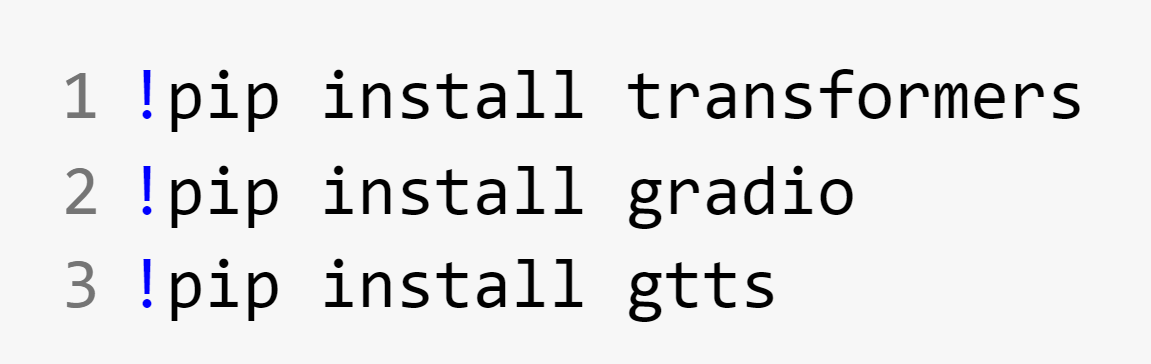 1 !pip install transformers
2 !pip install gradio
3 !pip install gtts